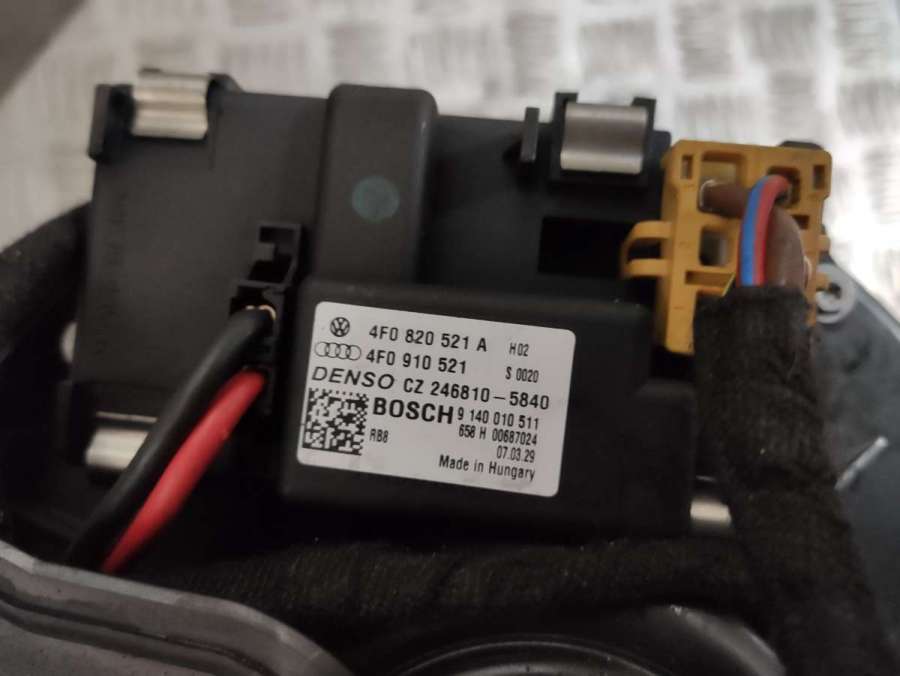 4F0 820 521 A H02
4F0 910 521 S 0020
DENSO CZ 246810-5840
BOSCH 9 140 010 511
658 H 00687024
RB8 07.03.29
Made in Hungary